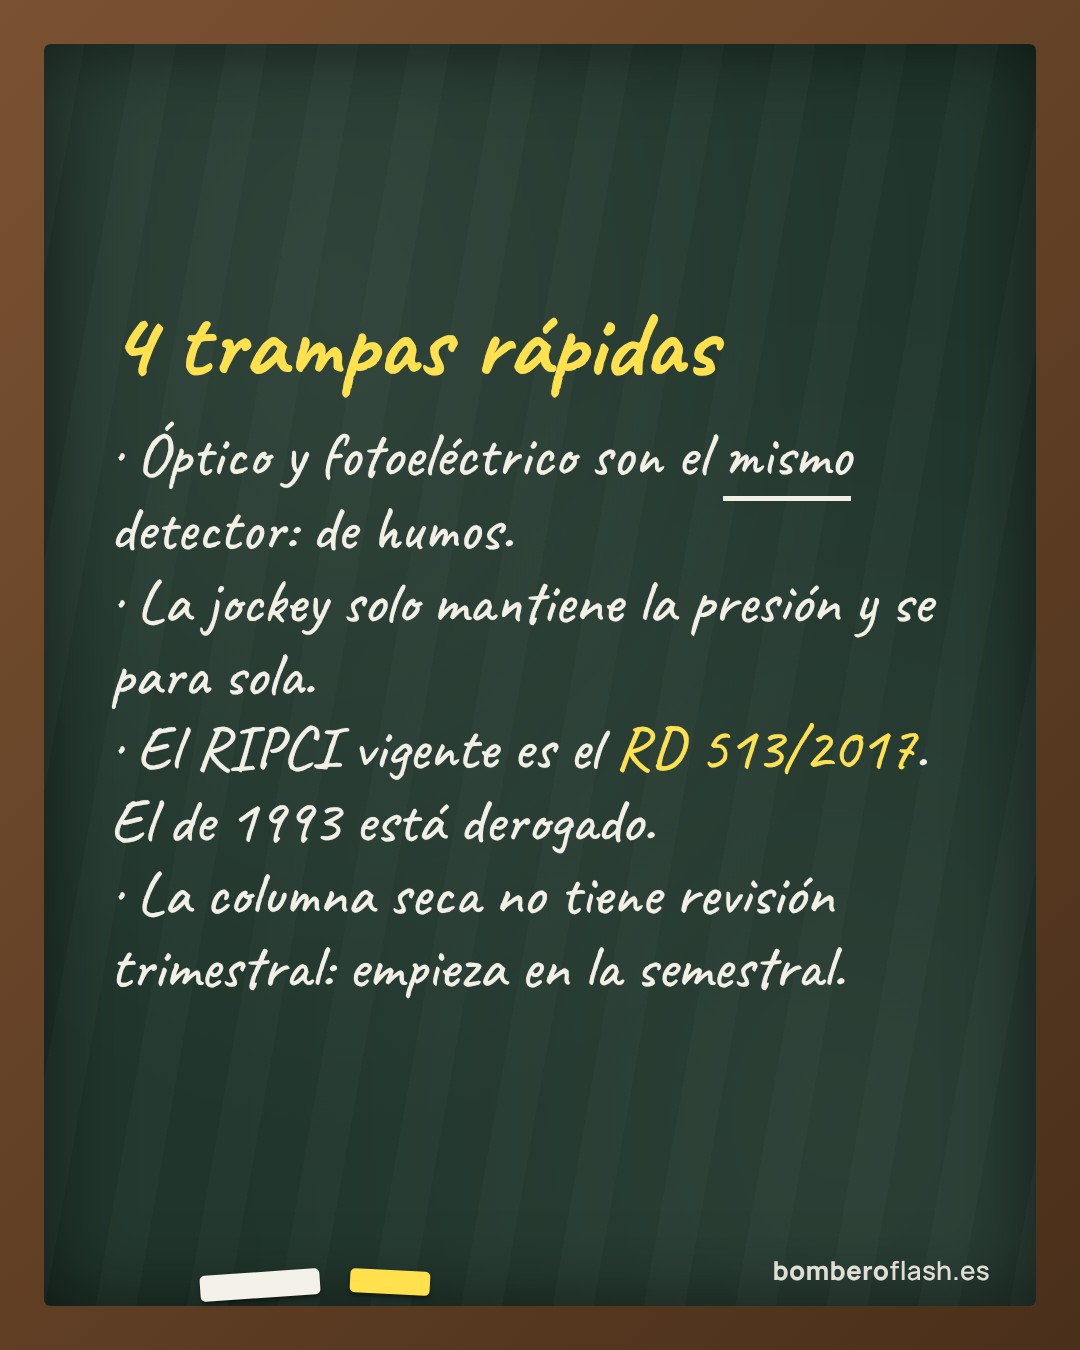 4 trampas rápidas
· Óptico y fotoeléctrico son el mismo
detector: de humos.
· La jockey solo mantiene la presión y se
para sola.
· El RIPCI vigente es el RD 513/2017.
El de 1993 está derogado.
· La columna seca no tiene revisión
trimestral: empieza en la semestral.
bomberoflash.es